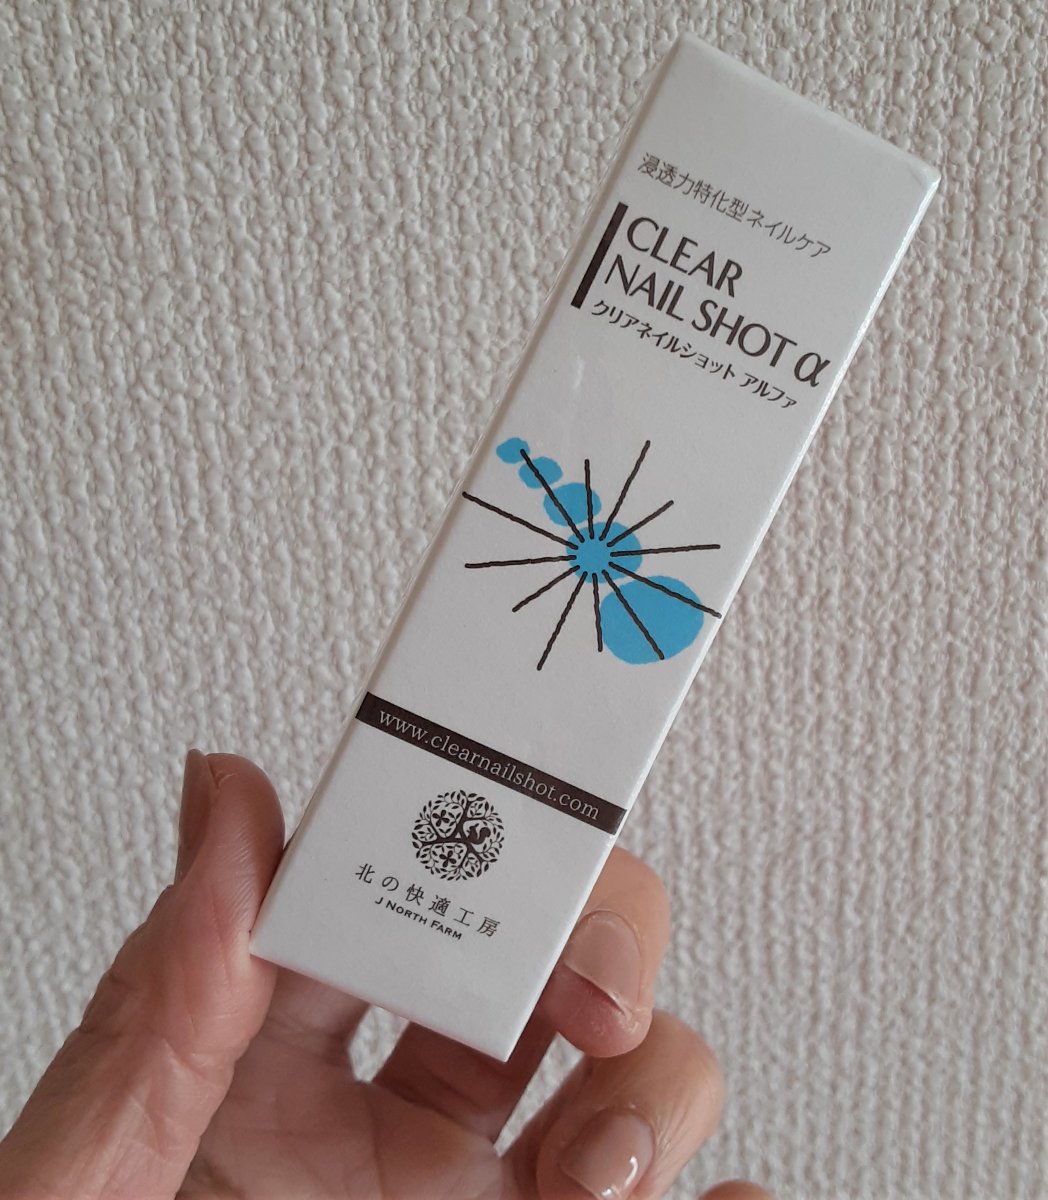 浸透力特化型ネイルケア
CLEAR
NAIL SHOT α
クリアネイルショット アルファ
www.clearnailshot.com
北の快適工房
J NORTH FARM